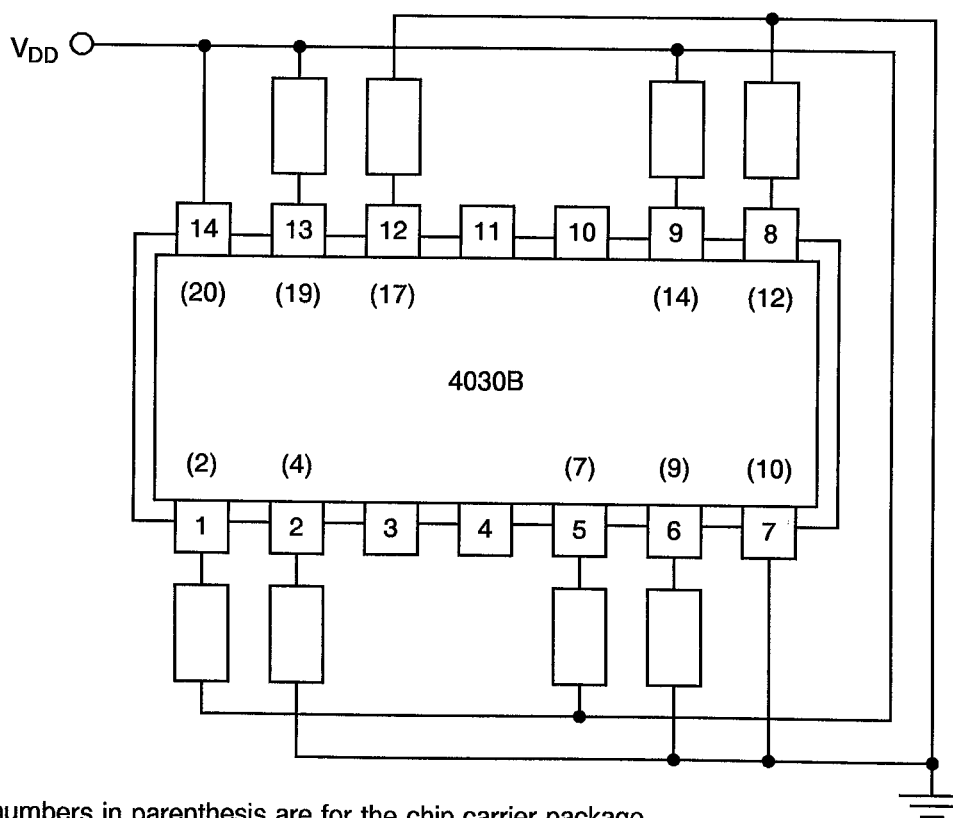 V_DD
14 13 12 11 10 9 8
(20) (19) (17) (14) (12)
4030B
(2) (4) (7) (9) (10)
1 2 3 4 5 6 7
numbers in parenthesis are for the chip carrier package